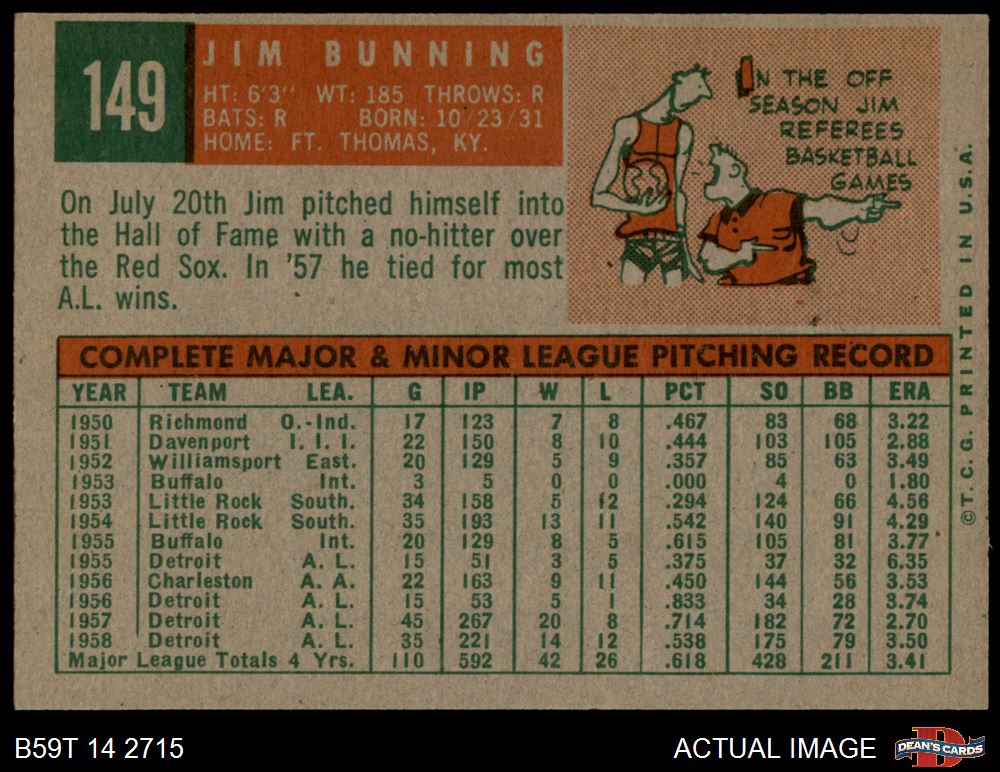 149
JIM BUNNING
HT: 6'3" WT: 185 THROWS: R
BATS: R BORN: 10/23/31
HOME: FT. THOMAS, KY.
IN THE OFF
SEASON JIM
REFEREES
BASKETBALL
GAMES
On July 20th Jim pitched himself into
the Hall of Fame with a no-hitter over
the Red Sox. In '57 he tied for most
A.L. wins.
COMPLETE MAJOR & MINOR LEAGUE PITCHING RECORD
YEAR TEAM LEA. G IP W L PCT SO BB ERA
1950 Richmond O.-Ind. 17 123 7 8 .467 83 68 3.22
1951 Davenport I. I. I. 22 150 8 10 .444 103 105 2.88
1952 Williamsport East. 20 129 5 9 .357 85 63 3.49
1953 Buffalo Int. 3 5 0 0 .000 4 0 1.80
1953 Little Rock South. 34 158 5 12 .294 124 66 4.56
1954 Little Rock South. 35 193 13 11 .542 140 91 4.29
1955 Buffalo Int. 20 129 8 5 .615 105 81 3.77
1955 Detroit A. L. 15 51 3 5 .375 37 32 6.35
1956 Charleston A. A. 22 163 9 11 .450 144 56 3.53
1956 Detroit A. L. 15 53 5 1 .833 34 28 3.74
1957 Detroit A. L. 45 267 20 8 .714 182 72 2.70
1958 Detroit A. L. 35 221 14 12 .538 175 79 3.50
Major League Totals 4 Yrs. 110 592 42 26 .618 428 211 3.41
©T.C.G. PRINTED IN U.S.A.
B59T 14 2715
ACTUAL IMAGE
DEAN'S CARDS